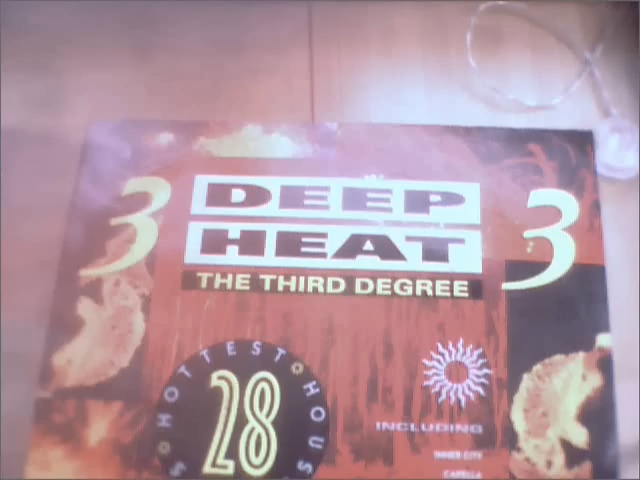 3 DEEP 3
HEAT
THE THIRD DEGREE
HOTTEST HOUS
28
INCLUDING
INNER CITY
CAPELLA